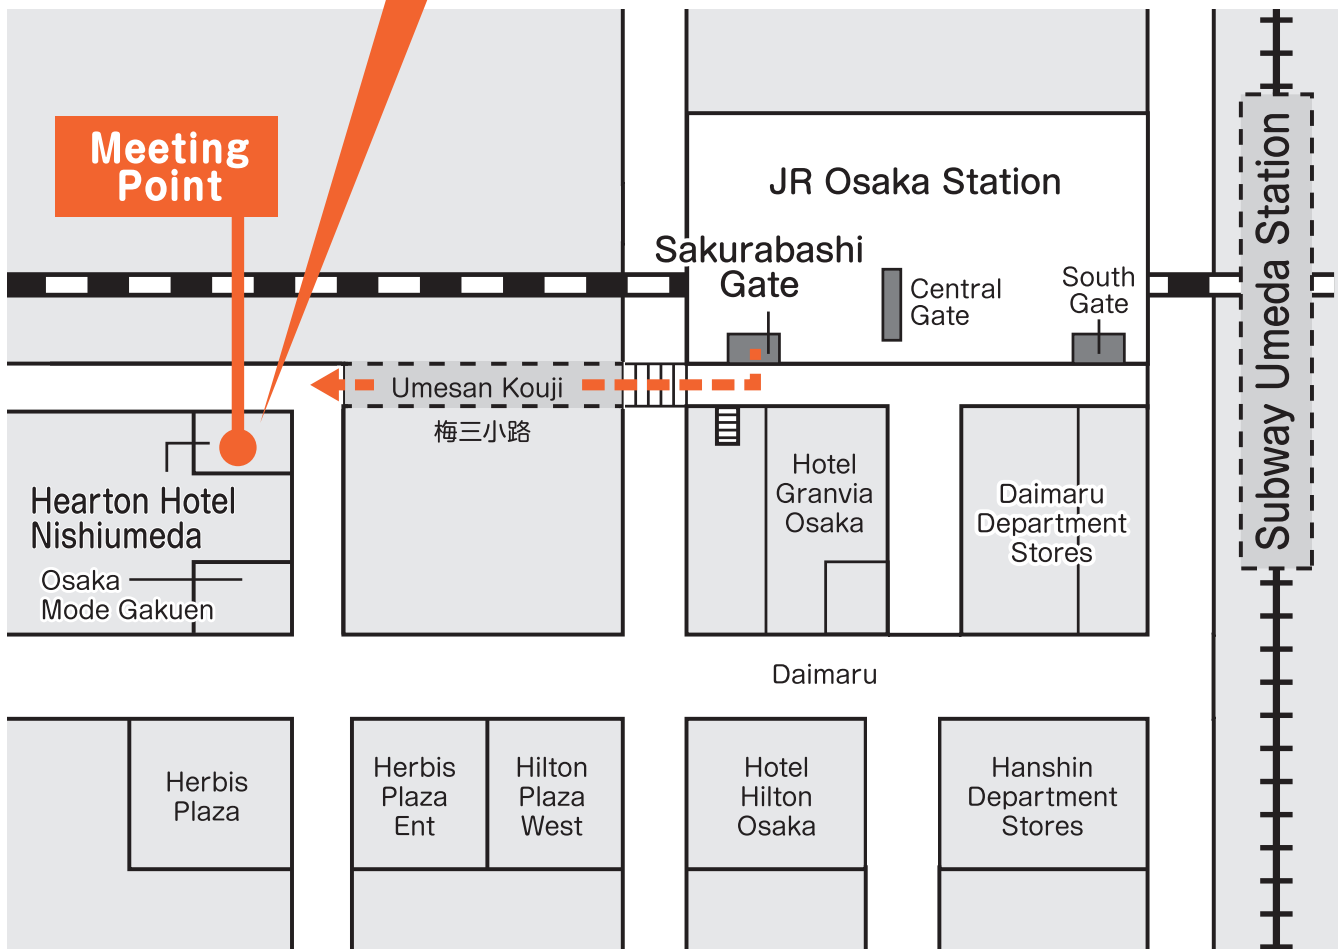 Meeting
Point
JR Osaka Station
Sakurabashi
Gate
Central
Gate
South
Gate
Subway Umeda Station
Umesan Kouji
梅三小路
Hearton Hotel
Nishiumeda
Osaka
Mode Gakuen
Hotel
Granvia
Osaka
Daimaru
Department
Stores
Daimaru
Herbis
Plaza
Herbis
Plaza
Ent
Hilton
Plaza
West
Hotel
Hilton
Osaka
Hanshin
Department
Stores